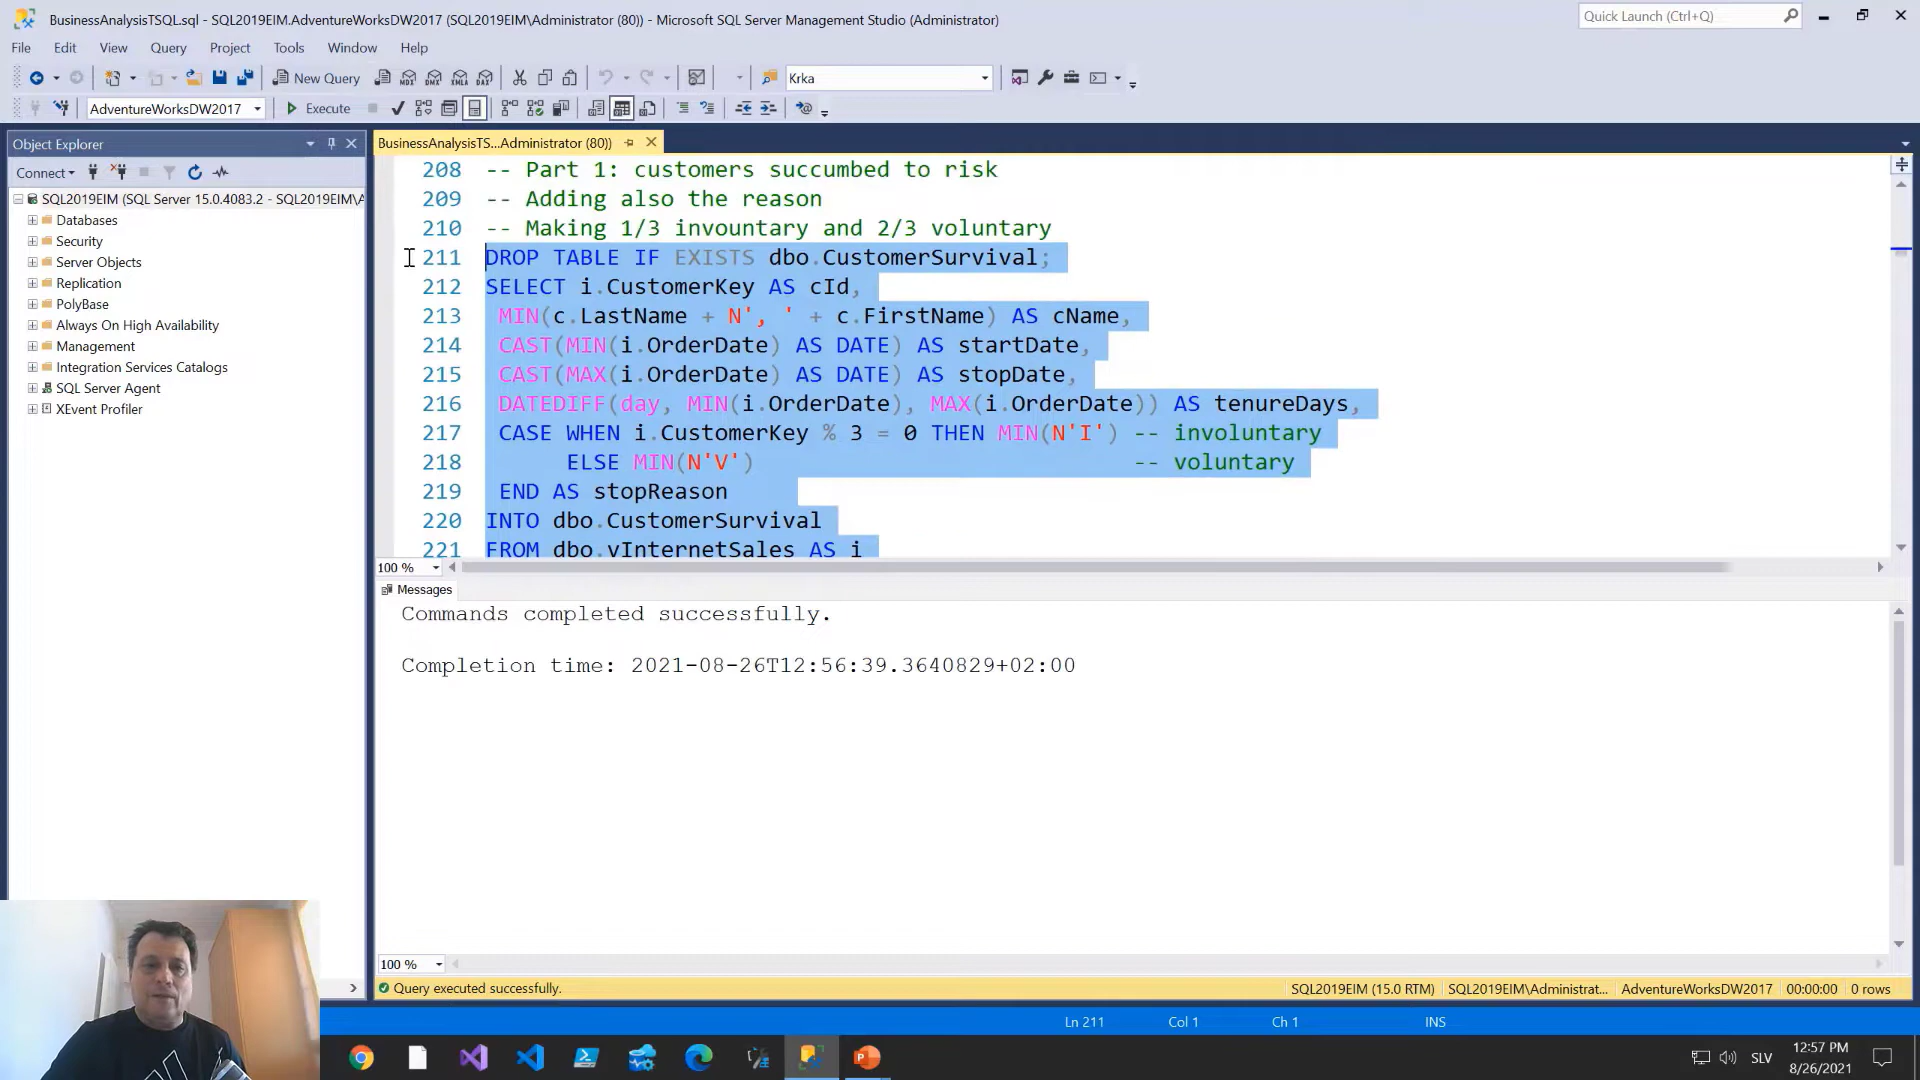 BusinessAnalysisTSQL.sql - SQL2019EIM.AdventureWorksDW2017 (SQL2019EIM\Administrator (80)) - Microsoft SQL Server Management Studio (Administrator)
Quick Launch (Ctrl+Q)
File Edit View Query Project Tools Window Help
New Query
MDX DMX XMLA DAX
Krka
AdventureWorksDW2017
Execute
Object Explorer
BusinessAnalysisTS...Administrator (80))
Connect
SQL2019EIM (SQL Server 15.0.4083.2 - SQL2019EIM\A
Databases
Security
Server Objects
Replication
PolyBase
Always On High Availability
Management
Integration Services Catalogs
SQL Server Agent
XEvent Profiler
208 -- Part 1: customers succumbed to risk
209 -- Adding also the reason
210 -- Making 1/3 invountary and 2/3 voluntary
211 DROP TABLE IF EXISTS dbo.CustomerSurvival;
212 SELECT i.CustomerKey AS cId,
213 MIN(c.LastName + N', ' + c.FirstName) AS cName,
214 CAST(MIN(i.OrderDate) AS DATE) AS startDate,
215 CAST(MAX(i.OrderDate) AS DATE) AS stopDate,
216 DATEDIFF(day, MIN(i.OrderDate), MAX(i.OrderDate)) AS tenureDays,
217 CASE WHEN i.CustomerKey % 3 = 0 THEN MIN(N'I') -- involuntary
218 ELSE MIN(N'V') -- voluntary
219 END AS stopReason
220 INTO dbo.CustomerSurvival
221 FROM dbo.vInternetSales AS i
100 %
Messages
Commands completed successfully.
Completion time: 2021-08-26T12:56:39.3640829+02:00
100 %
Query executed successfully.
SQL2019EIM (15.0 RTM) SQL2019EIM\Administrat... AdventureWorksDW2017 00:00:00 0 rows
Ln 211 Col 1 Ch 1 INS
SLV
12:57 PM
8/26/2021